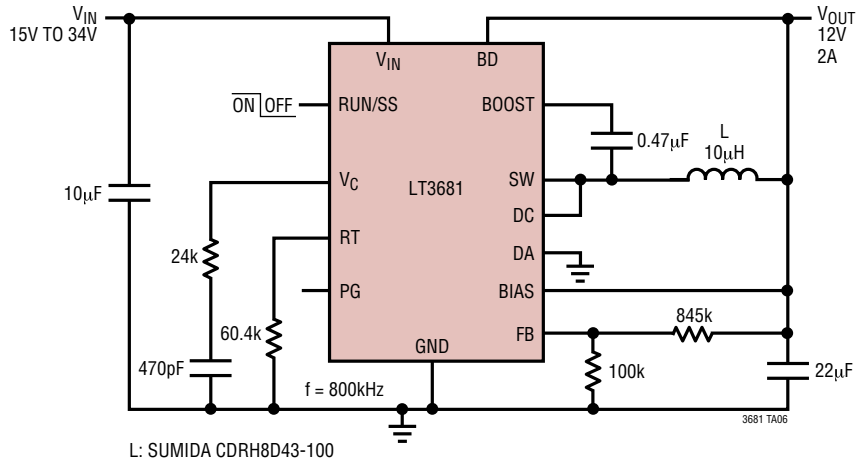 VIN
15V TO 34V
VOUT
12V
2A
VIN
BD
ON OFF
RUN/SS
BOOST
0.47µF
L
10µH
VC
LT3681
SW
10µF
DC
24k
RT
DA
PG
BIAS
60.4k
FB
845k
470pF
GND
100k
22µF
f = 800kHz
3681 TA06
L: SUMIDA CDRH8D43-100